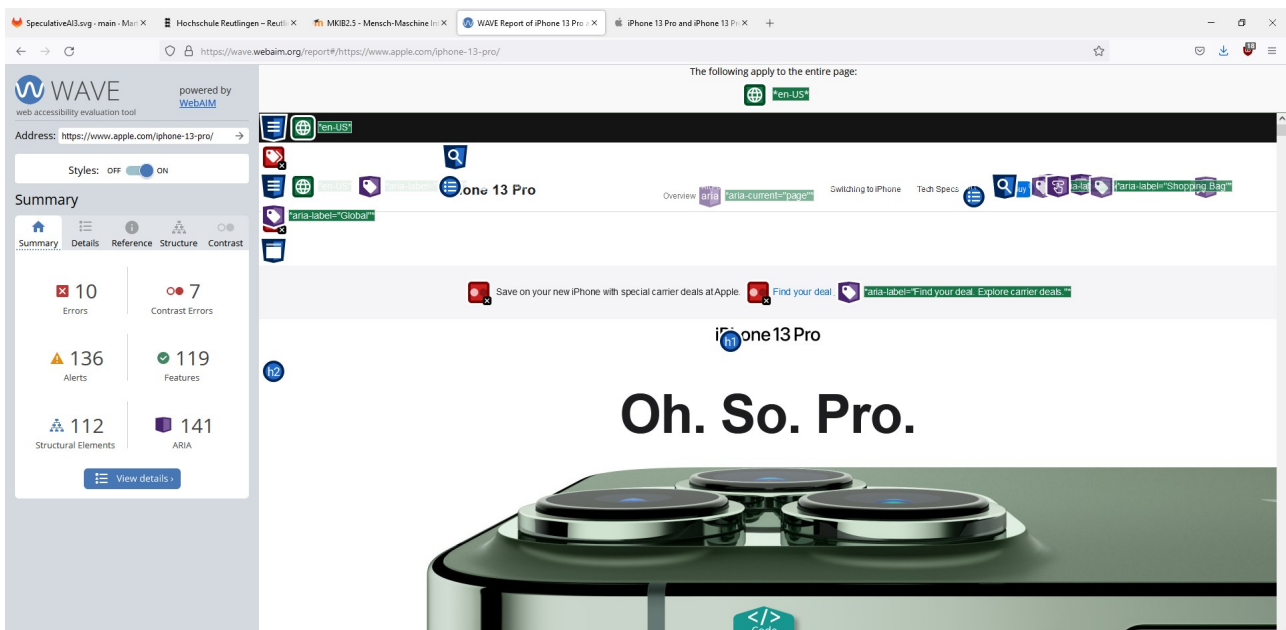 SpeculativeAI3.svg · main · Mar
Hochschule Reutlingen – Reutli
MKIB2.5 - Mensch-Maschine In
WAVE Report of iPhone 13 Pro
iPhone 13 Pro and iPhone 13 Pr
https://wave.webaim.org/report#/https://www.apple.com/iphone-13-pro/
18
WAVE
web accessibility evaluation tool
powered by
WebAIM
Address: https://www.apple.com/iphone-13-pro/
Styles: OFF ON
Summary
Summary Details Reference Structure Contrast
10
Errors
7
Contrast Errors
136
Alerts
119
Features
112
Structural Elements
141
ARIA
View details ›
The following apply to the entire page:
*en-US*
*en-US*
*en-US*
one 13 Pro
Overview aria *aria-current="page"* Switching to iPhone Tech Specs *aria-label="Shopping Bag"*
*aria-label="Global"*
Save on your new iPhone with special carrier deals at Apple. Find your deal *aria-label="Find your deal. Explore carrier deals."*
iPhone 13 Pro
h1
h2
Oh. So. Pro.
</>
Code